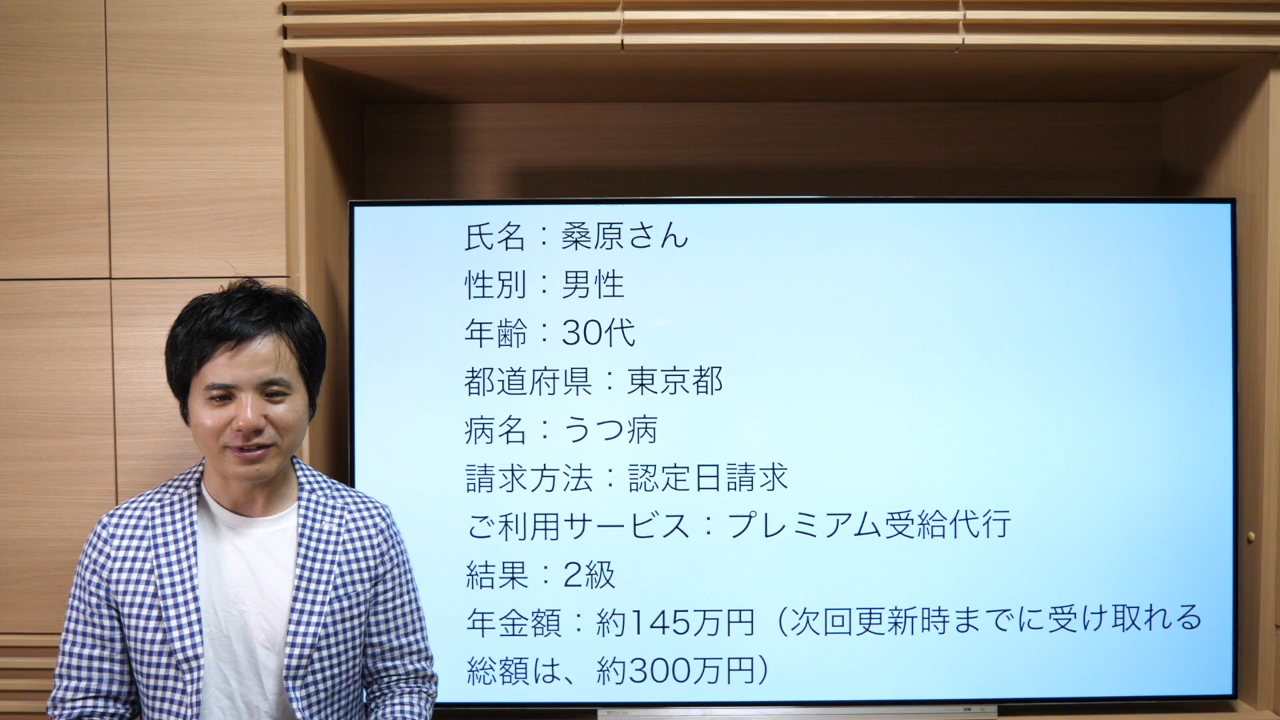 氏名：桑原さん
性別：男性
年齢：30代
都道府県：東京都
病名：うつ病
請求方法：認定日請求
ご利用サービス：プレミアム受給代行
結果：2級
年金額：約145万円（次回更新時までに受け取れる
総額は、約300万円）